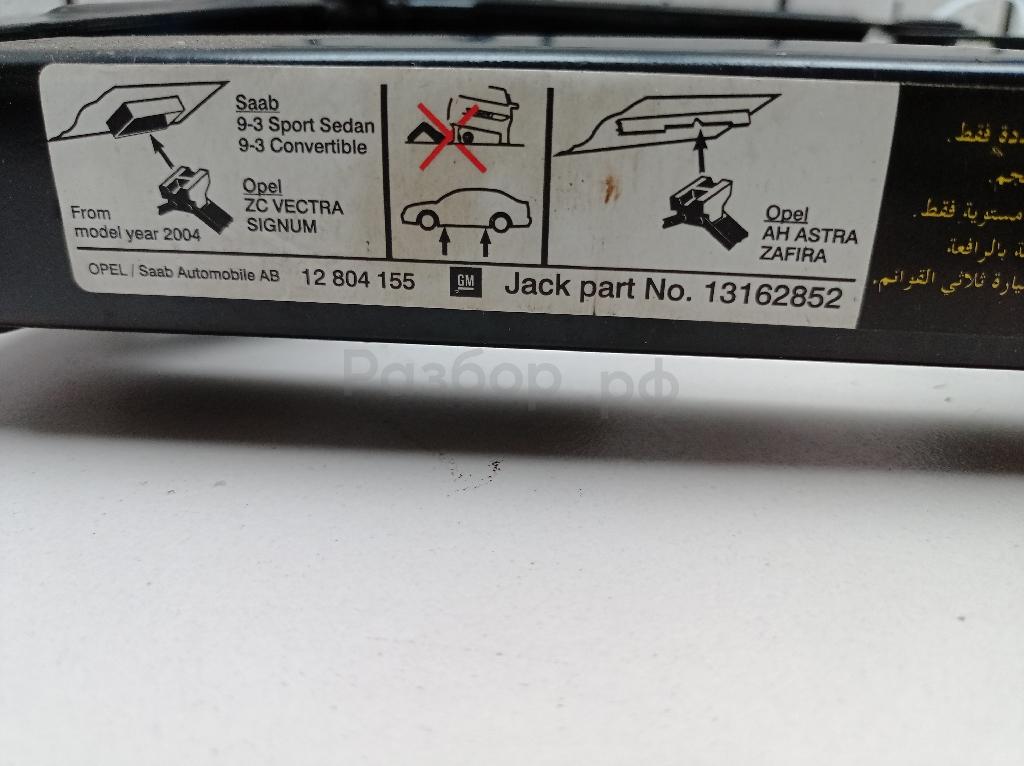 Saab
9-3 Sport Sedan
9-3 Convertible
Opel
ZC VECTRA
SIGNUM
From
model year 2004
Opel
AH ASTRA
ZAFIRA
OPEL / Saab Automobile AB 12 804 155 GM Jack part No. 13162852
فقط.
مستوية فقط.
بالرافعة
ثلاثي القوائم.
Разбор.рф